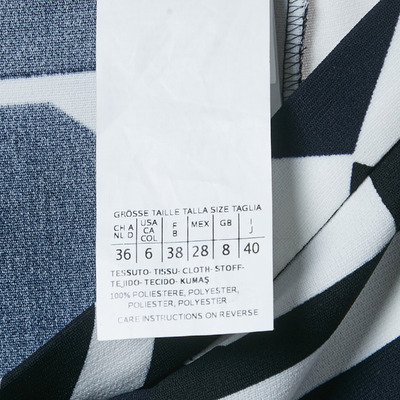 GRÖSSE TAILLE TALLA SIZE TAGLIA
CH A NL D | USA CA COL | F B | MEX | GB | I J
36 | 6 | 38 | 28 | 8 | 40
TESSUTO- TISSU- CLOTH- STOFF-
TEJIDO- TECIDO- KUMAŞ
100% POLIESTERE, POLYESTER,
POLIESTER, POLYESTER
CARE INSTRUCTIONS ON REVERSE